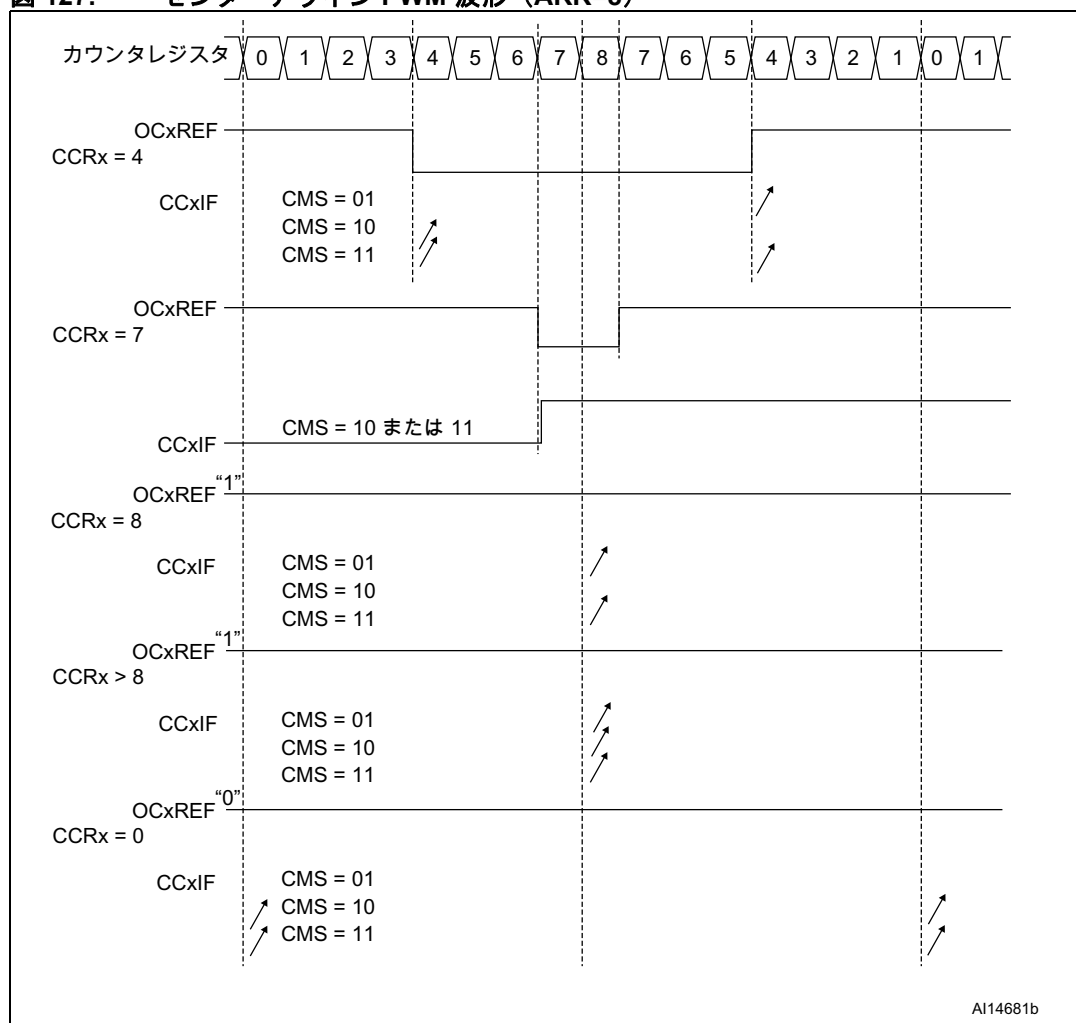 カウンタレジスタ 0 1 2 3 4 5 6 7 8 7 6 5 4 3 2 1 0 1
OCxREF
CCRx = 4
CCxIF
CMS = 01
CMS = 10
CMS = 11
OCxREF
CCRx = 7
CMS = 10 または 11
CCxIF
OCxREF "1"
CCRx = 8
CCxIF
CMS = 01
CMS = 10
CMS = 11
OCxREF "1"
CCRx > 8
CCxIF
CMS = 01
CMS = 10
CMS = 11
OCxREF "0"
CCRx = 0
CCxIF
CMS = 01
CMS = 10
CMS = 11
AI14681b